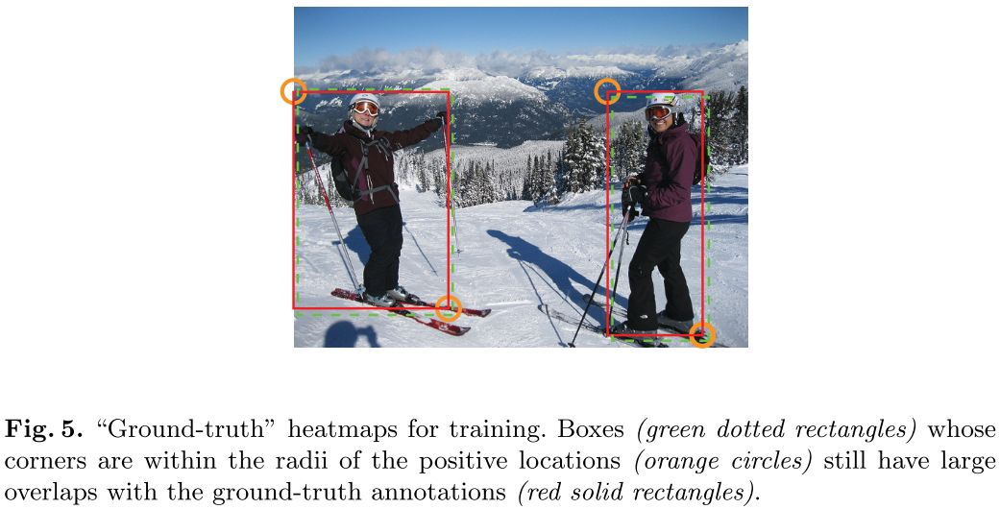 Fig. 5. “Ground-truth” heatmaps for training. Boxes (green dotted rectangles) whose
corners are within the radii of the positive locations (orange circles) still have large
overlaps with the ground-truth annotations (red solid rectangles).